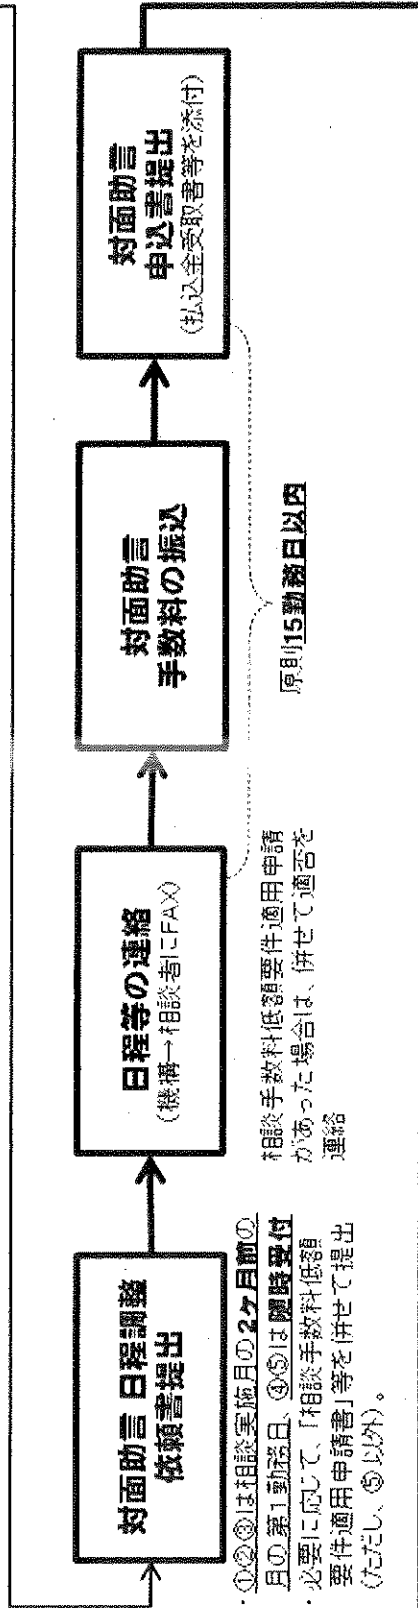 対面助言 日程調整
依頼書提出
・①②③は相談実施月の2ヶ月前の
月の第1勤務日、④⑤は随時受付
・必要に応じて、「相談手数料低額
要件適用申請書」等を併せて提出
(ただし、⑤以外)。
日程等の連絡
(機構→相談者にFAX)
相談手数料低額要件適用申請
があった場合は、併せて適否を
連絡
対面助言
手数料の振込
原則15勤務日以内
対面助言
申込書提出
(払込金受取書等を添付)